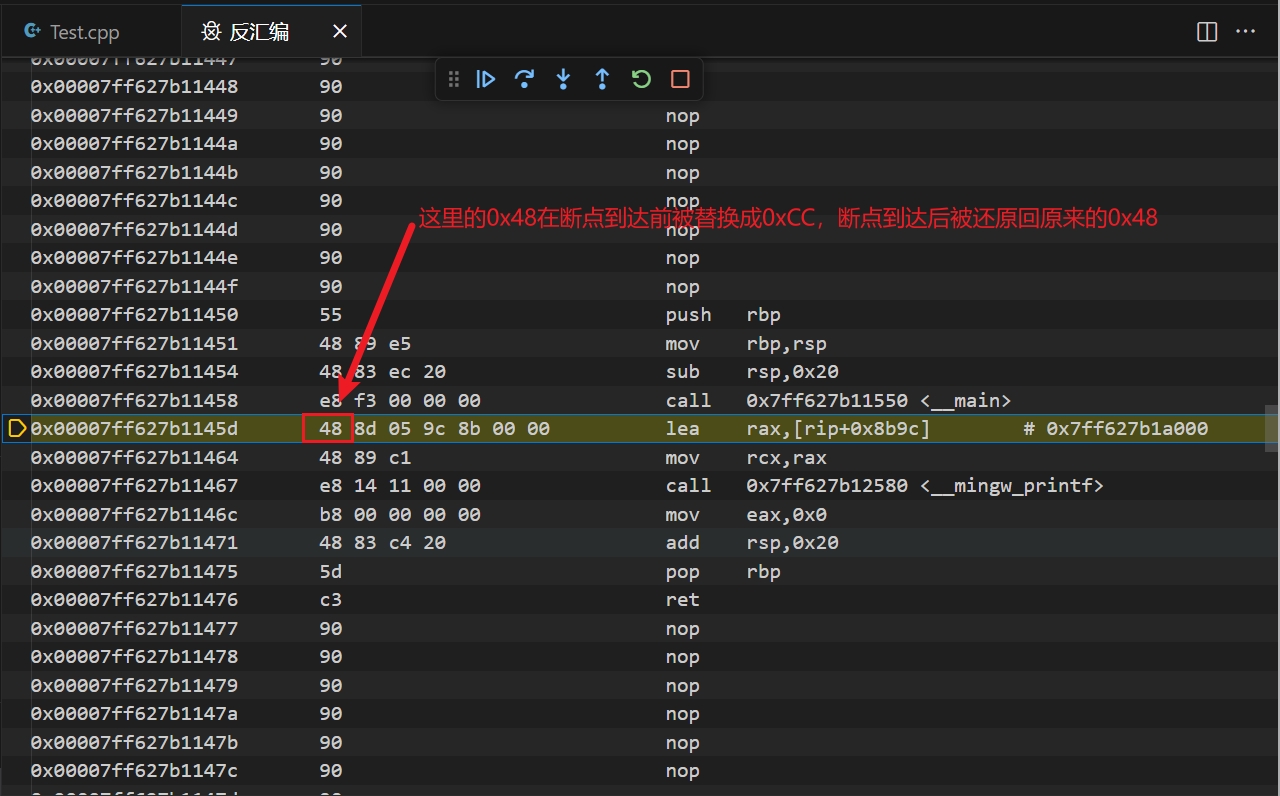 Test.cpp 反汇编
0x00007ff627b11447 90
0x00007ff627b11448 90
0x00007ff627b11449 90 nop
0x00007ff627b1144a 90 nop
0x00007ff627b1144b 90 nop
0x00007ff627b1144c 90 nop
这里的0x48在断点到达前被替换成0xCC，断点到达后被还原回原来的0x48
0x00007ff627b1144d 90 nop
0x00007ff627b1144e 90 nop
0x00007ff627b1144f 90 nop
0x00007ff627b11450 55 push rbp
0x00007ff627b11451 48 89 e5 mov rbp,rsp
0x00007ff627b11454 48 83 ec 20 sub rsp,0x20
0x00007ff627b11458 e8 f3 00 00 00 call 0x7ff627b11550 <__main>
0x00007ff627b1145d 48 8d 05 9c 8b 00 00 lea rax,[rip+0x8b9c] # 0x7ff627b1a000
0x00007ff627b11464 48 89 c1 mov rcx,rax
0x00007ff627b11467 e8 14 11 00 00 call 0x7ff627b12580 <__mingw_printf>
0x00007ff627b1146c b8 00 00 00 00 mov eax,0x0
0x00007ff627b11471 48 83 c4 20 add rsp,0x20
0x00007ff627b11475 5d pop rbp
0x00007ff627b11476 c3 ret
0x00007ff627b11477 90 nop
0x00007ff627b11478 90 nop
0x00007ff627b11479 90 nop
0x00007ff627b1147a 90 nop
0x00007ff627b1147b 90 nop
0x00007ff627b1147c 90 nop